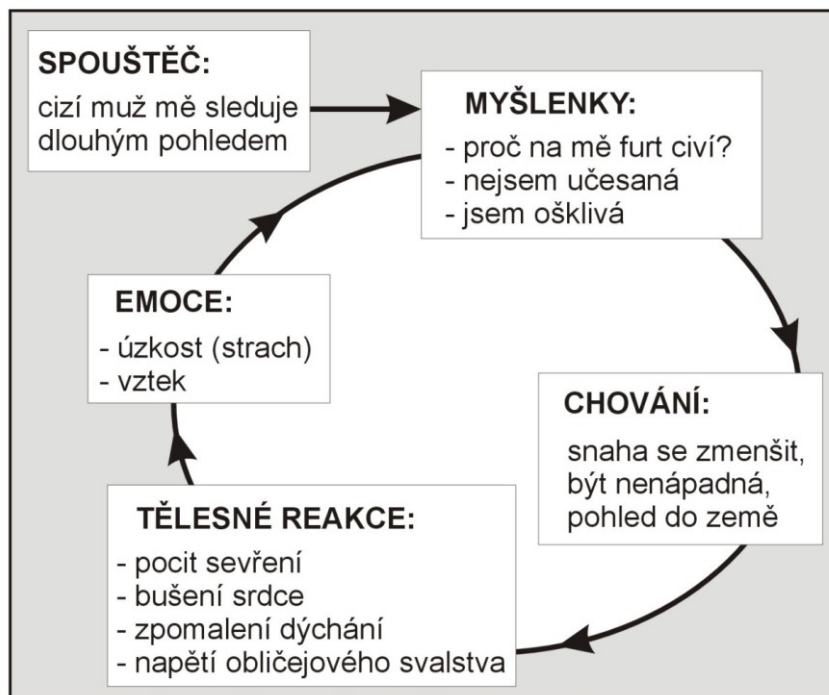 SPOUŠTĚČ:
cizí muž mě sleduje
dlouhým pohledem
MYŠLENKY:
- proč na mě furt civí?
- nejsem učesaná
- jsem ošklivá
CHOVÁNÍ:
snaha se zmenšit,
být nenápadná,
pohled do země
TĚLESNÉ REAKCE:
- pocit sevření
- bušení srdce
- zpomalení dýchání
- napětí obličejového svalstva
EMOCE:
- úzkost (strach)
- vztek